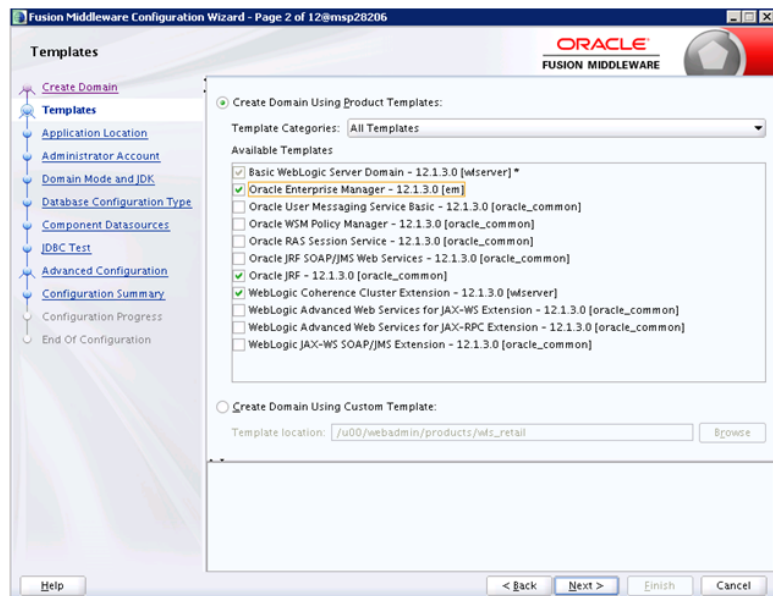 Fusion Middleware Configuration Wizard - Page 2 of 12@msp28206
Templates
ORACLE
FUSION MIDDLEWARE
Create Domain
Templates
Application Location
Administrator Account
Domain Mode and JDK
Database Configuration Type
Component Datasources
JDBC Test
Advanced Configuration
Configuration Summary
Configuration Progress
End Of Configuration
Create Domain Using Product Templates:
Template Categories: All Templates
Available Templates
Basic WebLogic Server Domain - 12.1.3.0 [wlserver] *
Oracle Enterprise Manager - 12.1.3.0 [em]
Oracle User Messaging Service Basic - 12.1.3.0 [oracle_common]
Oracle WSM Policy Manager - 12.1.3.0 [oracle_common]
Oracle RAS Session Service - 12.1.3.0 [oracle_common]
Oracle JRF SOAP/JMS Web Services - 12.1.3.0 [oracle_common]
Oracle JRF - 12.1.3.0 [oracle_common]
WebLogic Coherence Cluster Extension - 12.1.3.0 [wlserver]
WebLogic Advanced Web Services for JAX-WS Extension - 12.1.3.0 [oracle_common]
WebLogic Advanced Web Services for JAX-RPC Extension - 12.1.3.0 [oracle_common]
WebLogic JAX-WS SOAP/JMS Extension - 12.1.3.0 [oracle_common]
Create Domain Using Custom Template:
Template location: /u00/webadmin/products/wls_retail Browse
Help < Back Next > Finish Cancel